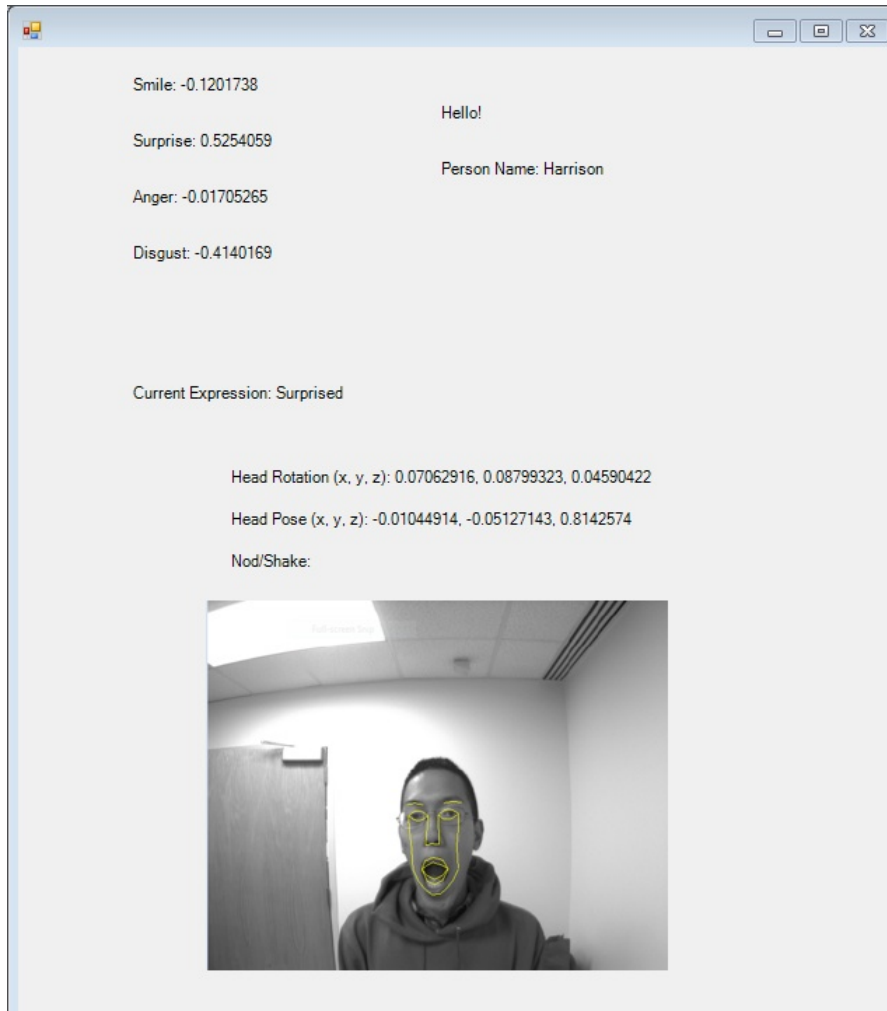 Smile: -0.1201738
Hello!
Surprise: 0.5254059
Person Name: Harrison
Anger: -0.01705265
Disgust: -0.4140169
Current Expression: Surprised
Head Rotation (x, y, z): 0.07062916, 0.08799323, 0.04590422
Head Pose (x, y, z): -0.01044914, -0.05127143, 0.8142574
Nod/Shake: